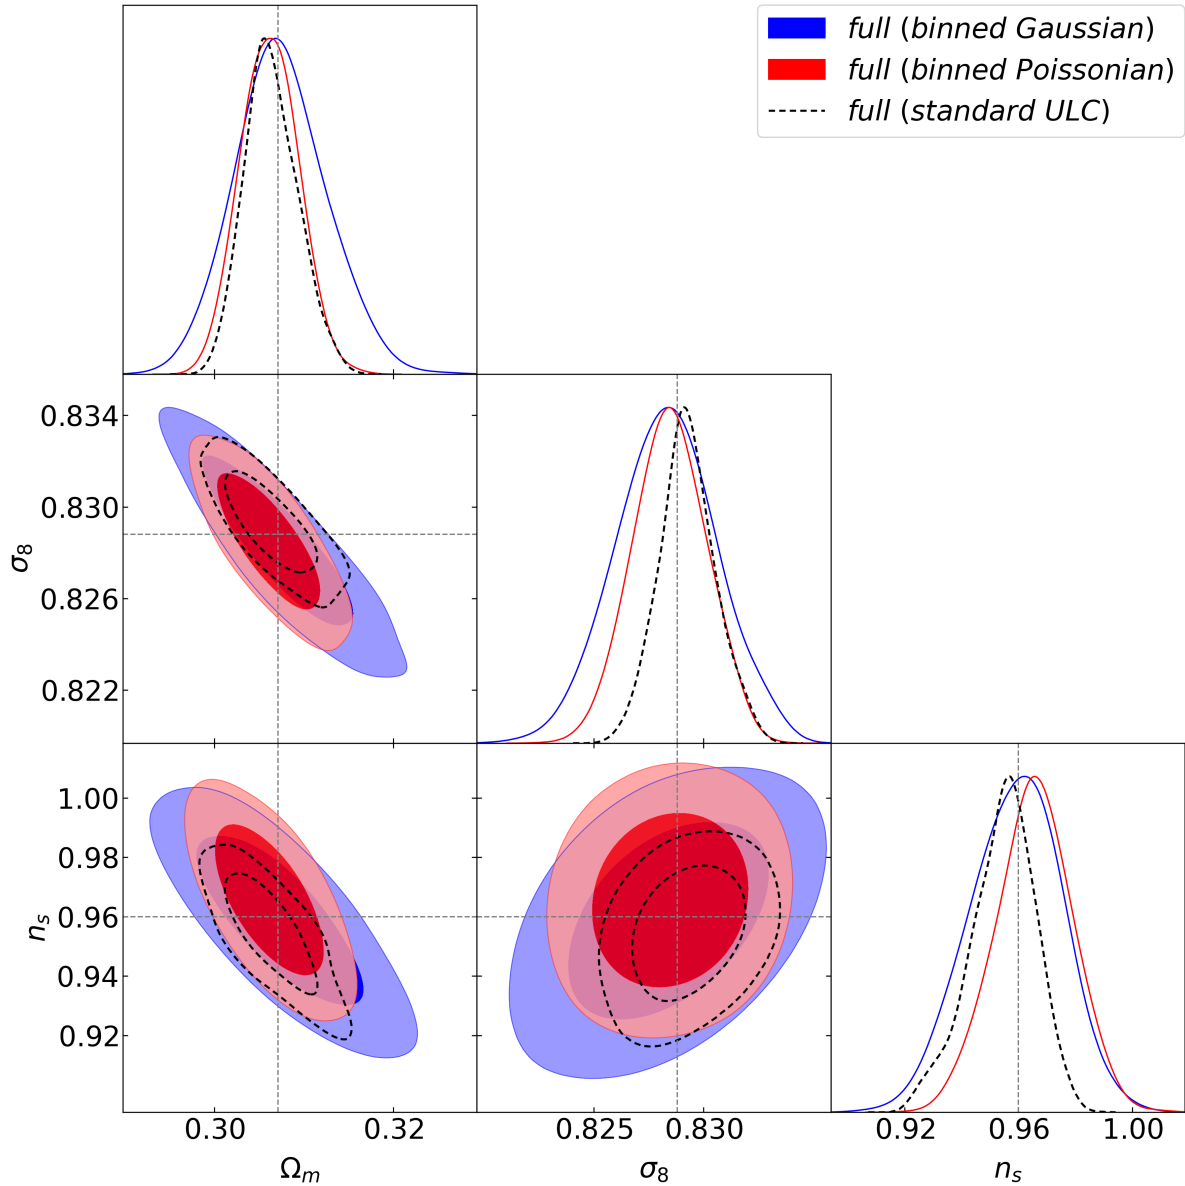 full (binned Gaussian)
full (binned Poissonian)
full (standard ULC)
0.834
0.830
0.826
0.822
σ8
1.00
0.98
0.96
0.94
0.92
ns
0.30 0.32
0.825 0.830
0.92 0.96 1.00
Ωm
σ8
ns